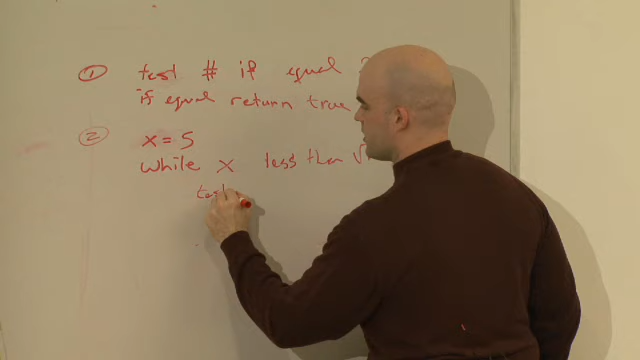 ① test # if equal
if equal return true
② x = 5
while x less than √
test